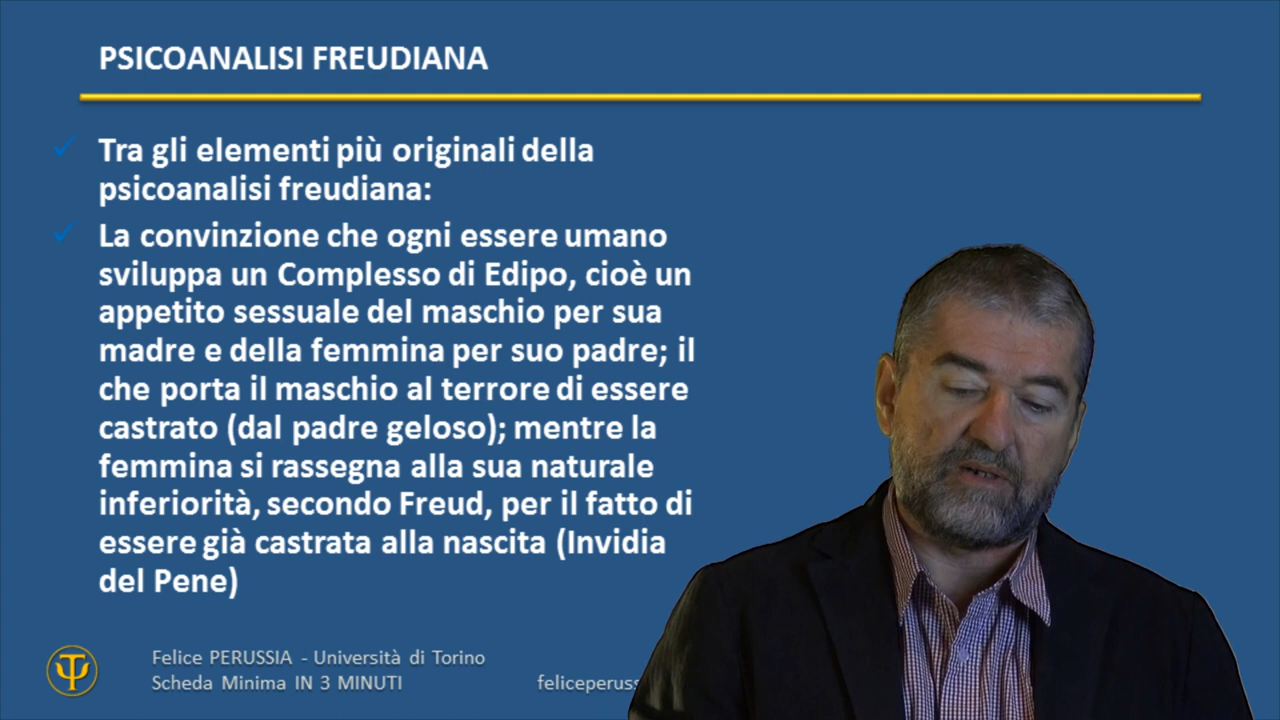 PSICOANALISI FREUDIANA
Tra gli elementi più originali della
psicoanalisi freudiana:
La convinzione che ogni essere umano
sviluppa un Complesso di Edipo, cioè un
appetito sessuale del maschio per sua
madre e della femmina per suo padre; il
che porta il maschio al terrore di essere
castrato (dal padre geloso); mentre la
femmina si rassegna alla sua naturale
inferiorità, secondo Freud, per il fatto di
essere già castrata alla nascita (Invidia
del Pene)
Felice PERUSSIA - Università di Torino
Scheda Minima IN 3 MINUTI